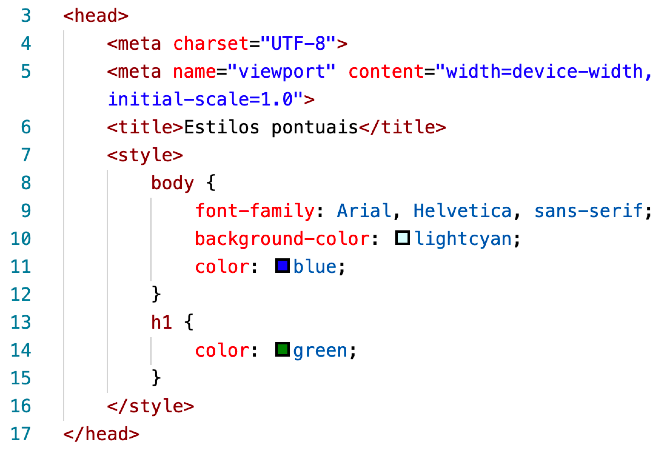 3 <head>
4 <meta charset="UTF-8">
5 <meta name="viewport" content="width=device-width,
initial-scale=1.0">
6 <title>Estilos pontuais</title>
7 <style>
8 body {
9 font-family: Arial, Helvetica, sans-serif;
10 background-color: lightcyan;
11 color: blue;
12 }
13 h1 {
14 color: green;
15 }
16 </style>
17 </head>